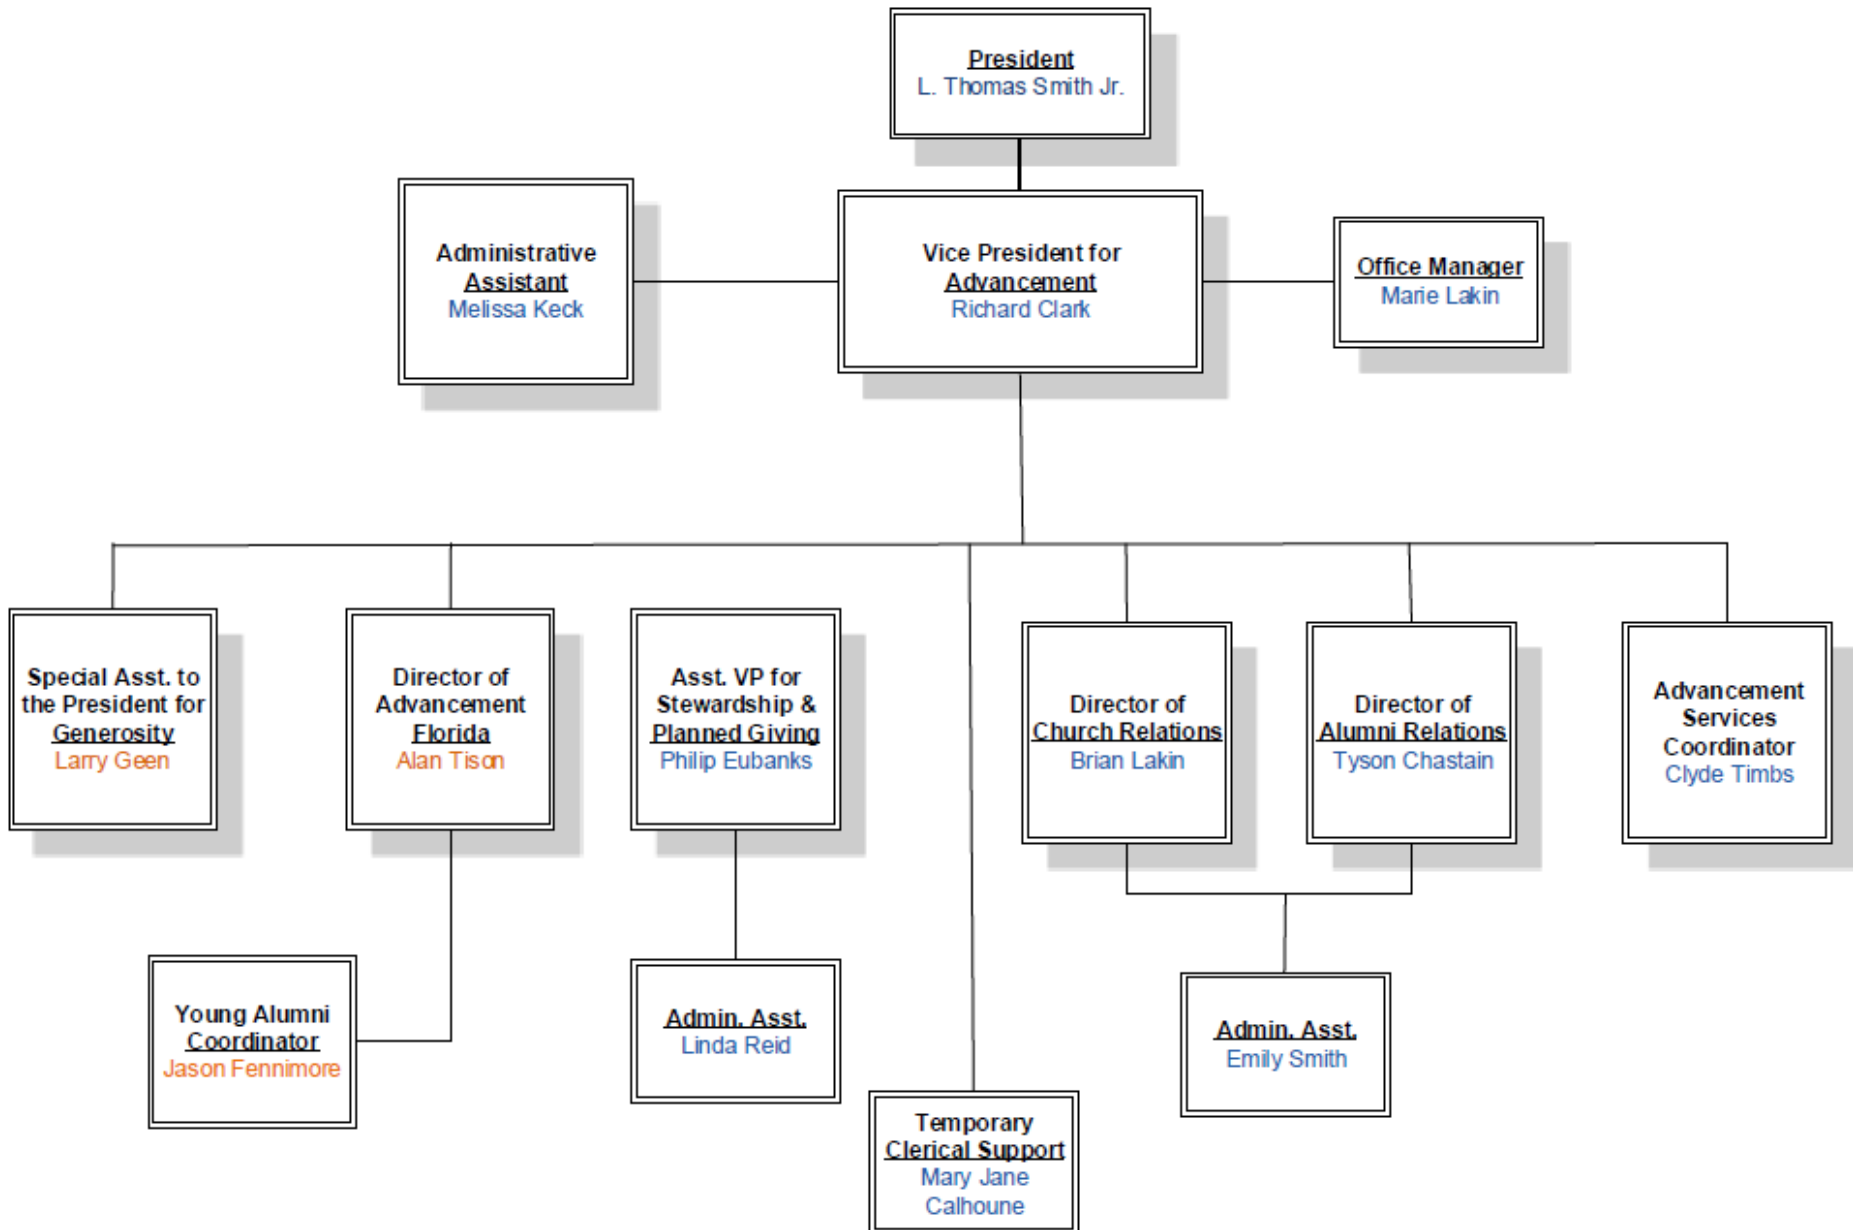 President
L. Thomas Smith Jr.
Administrative
Assistant
Melissa Keck
Vice President for
Advancement
Richard Clark
Office Manager
Marie Lakin
Special Asst. to
the President for
Generosity
Larry Geen
Director of
Advancement
Florida
Alan Tison
Asst. VP for
Stewardship &
Planned Giving
Philip Eubanks
Director of
Church Relations
Brian Lakin
Director of
Alumni Relations
Tyson Chastain
Advancement
Services
Coordinator
Clyde Timbs
Young Alumni
Coordinator
Jason Fennimore
Admin. Asst.
Linda Reid
Admin. Asst.
Emily Smith
Temporary
Clerical Support
Mary Jane
Calhoune